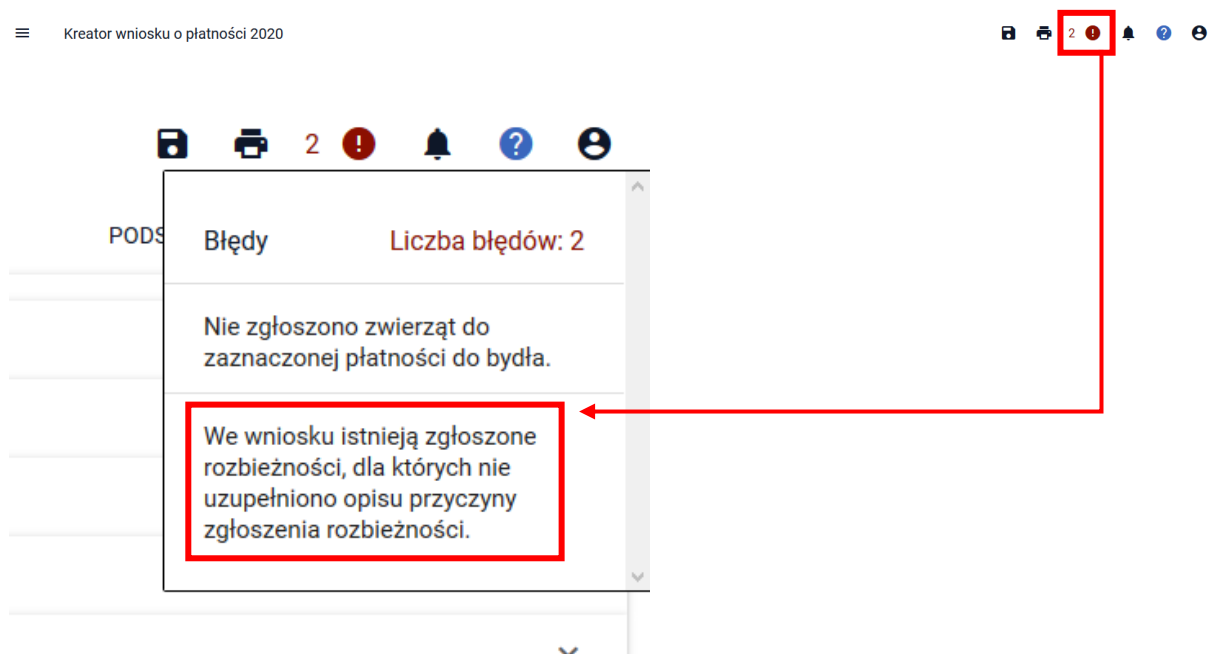 Kreator wniosku o płatności 2020
2
2
PODS
Błędy
Liczba błędów: 2
Nie zgłoszono zwierząt do
zaznaczonej płatności do bydła.
We wniosku istnieją zgłoszone
rozbieżności, dla których nie
uzupełniono opisu przyczyny
zgłoszenia rozbieżności.